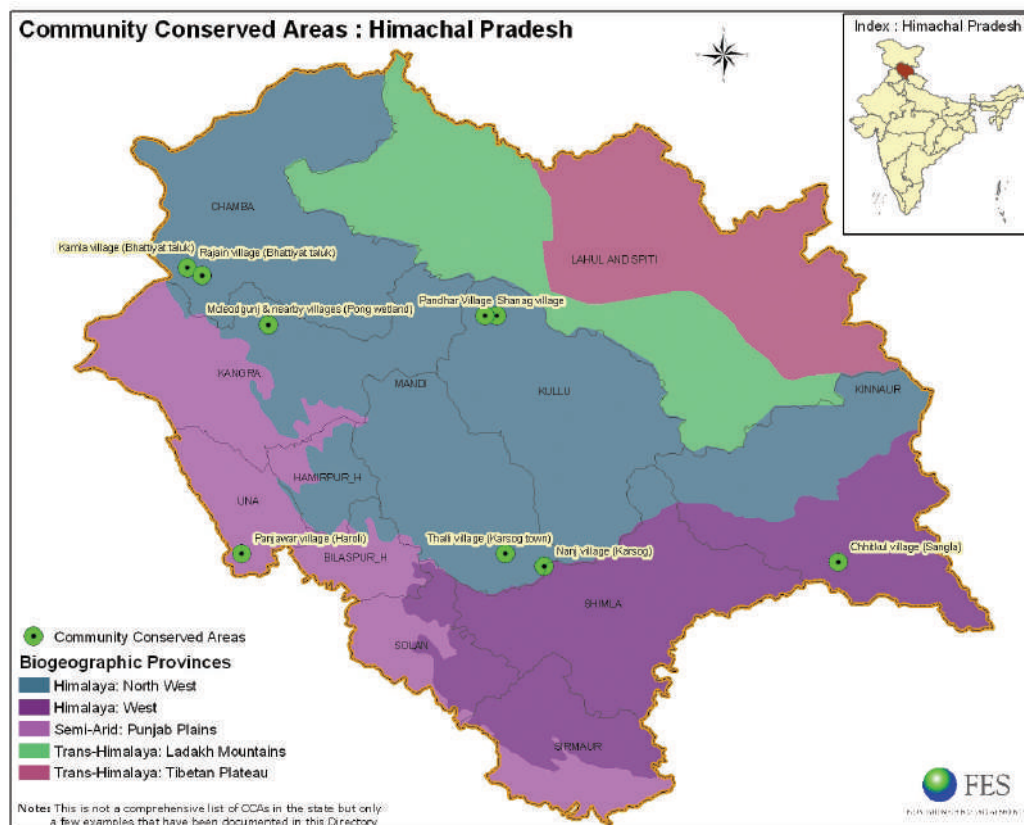 Community Conserved Areas : Himachal Pradesh
Index : Himachal Pradesh
CHAMBA
Kamla village (Bhattiyat taluk)
Rajain village (Bhattiyat taluk)
LAHUL AND SPITI
Mcleodgunj & nearby villages (Pong wetland)
Pandhar Village
Shanag village
KANGRA
MANDI
KULLU
KINNAUR
HAMIRPUR_H
UNA
Panjawar village (Haroli)
BILASPUR_H
Thalli village (Karsog town)
Nanj village (Karsog)
Chhitkul village (Sangla)
SHIMLA
SOLAN
SIRMAUR
Community Conserved Areas
Biogeographic Provinces
Himalaya: North West
Himalaya: West
Semi-Arid: Punjab Plains
Trans-Himalaya: Ladakh Mountains
Trans-Himalaya: Tibetan Plateau
Note: This is not a comprehensive list of CCAs in the state but only
a few examples that have been documented in this Directory
FES